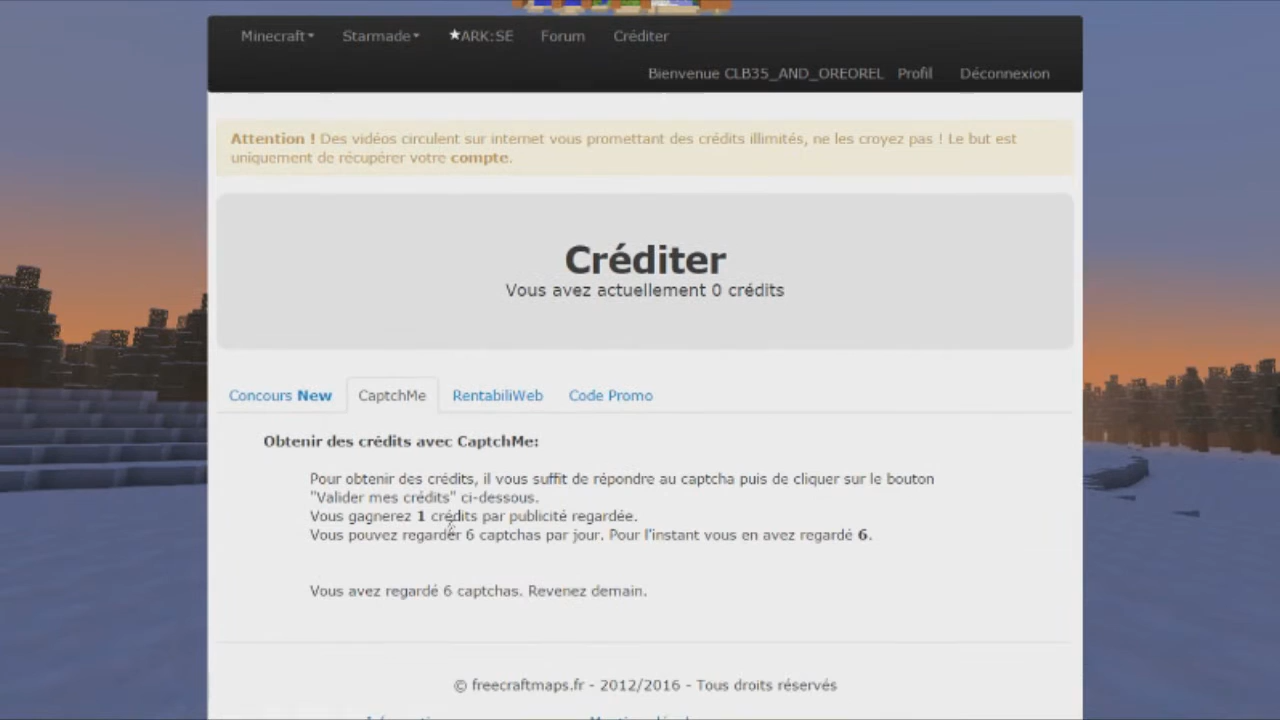 Minecraft Starmade ★ARK:SE Forum Créditer
Bienvenue CLB35_AND_OREOREL Profil Déconnexion
Attention ! Des vidéos circulent sur internet vous promettant des crédits illimités, ne les croyez pas ! Le but est
uniquement de récupérer votre compte.
Créditer
Vous avez actuellement 0 crédits
Concours New CaptchMe RentabiliWeb Code Promo
Obtenir des crédits avec CaptchMe:
Pour obtenir des crédits, il vous suffit de répondre au captcha puis de cliquer sur le bouton
"Valider mes crédits" ci-dessous.
Vous gagnerez 1 crédits par publicité regardée.
Vous pouvez regarder 6 captchas par jour. Pour l'instant vous en avez regardé 6.
Vous avez regardé 6 captchas. Revenez demain.
© freecraftmaps.fr - 2012/2016 - Tous droits réservés